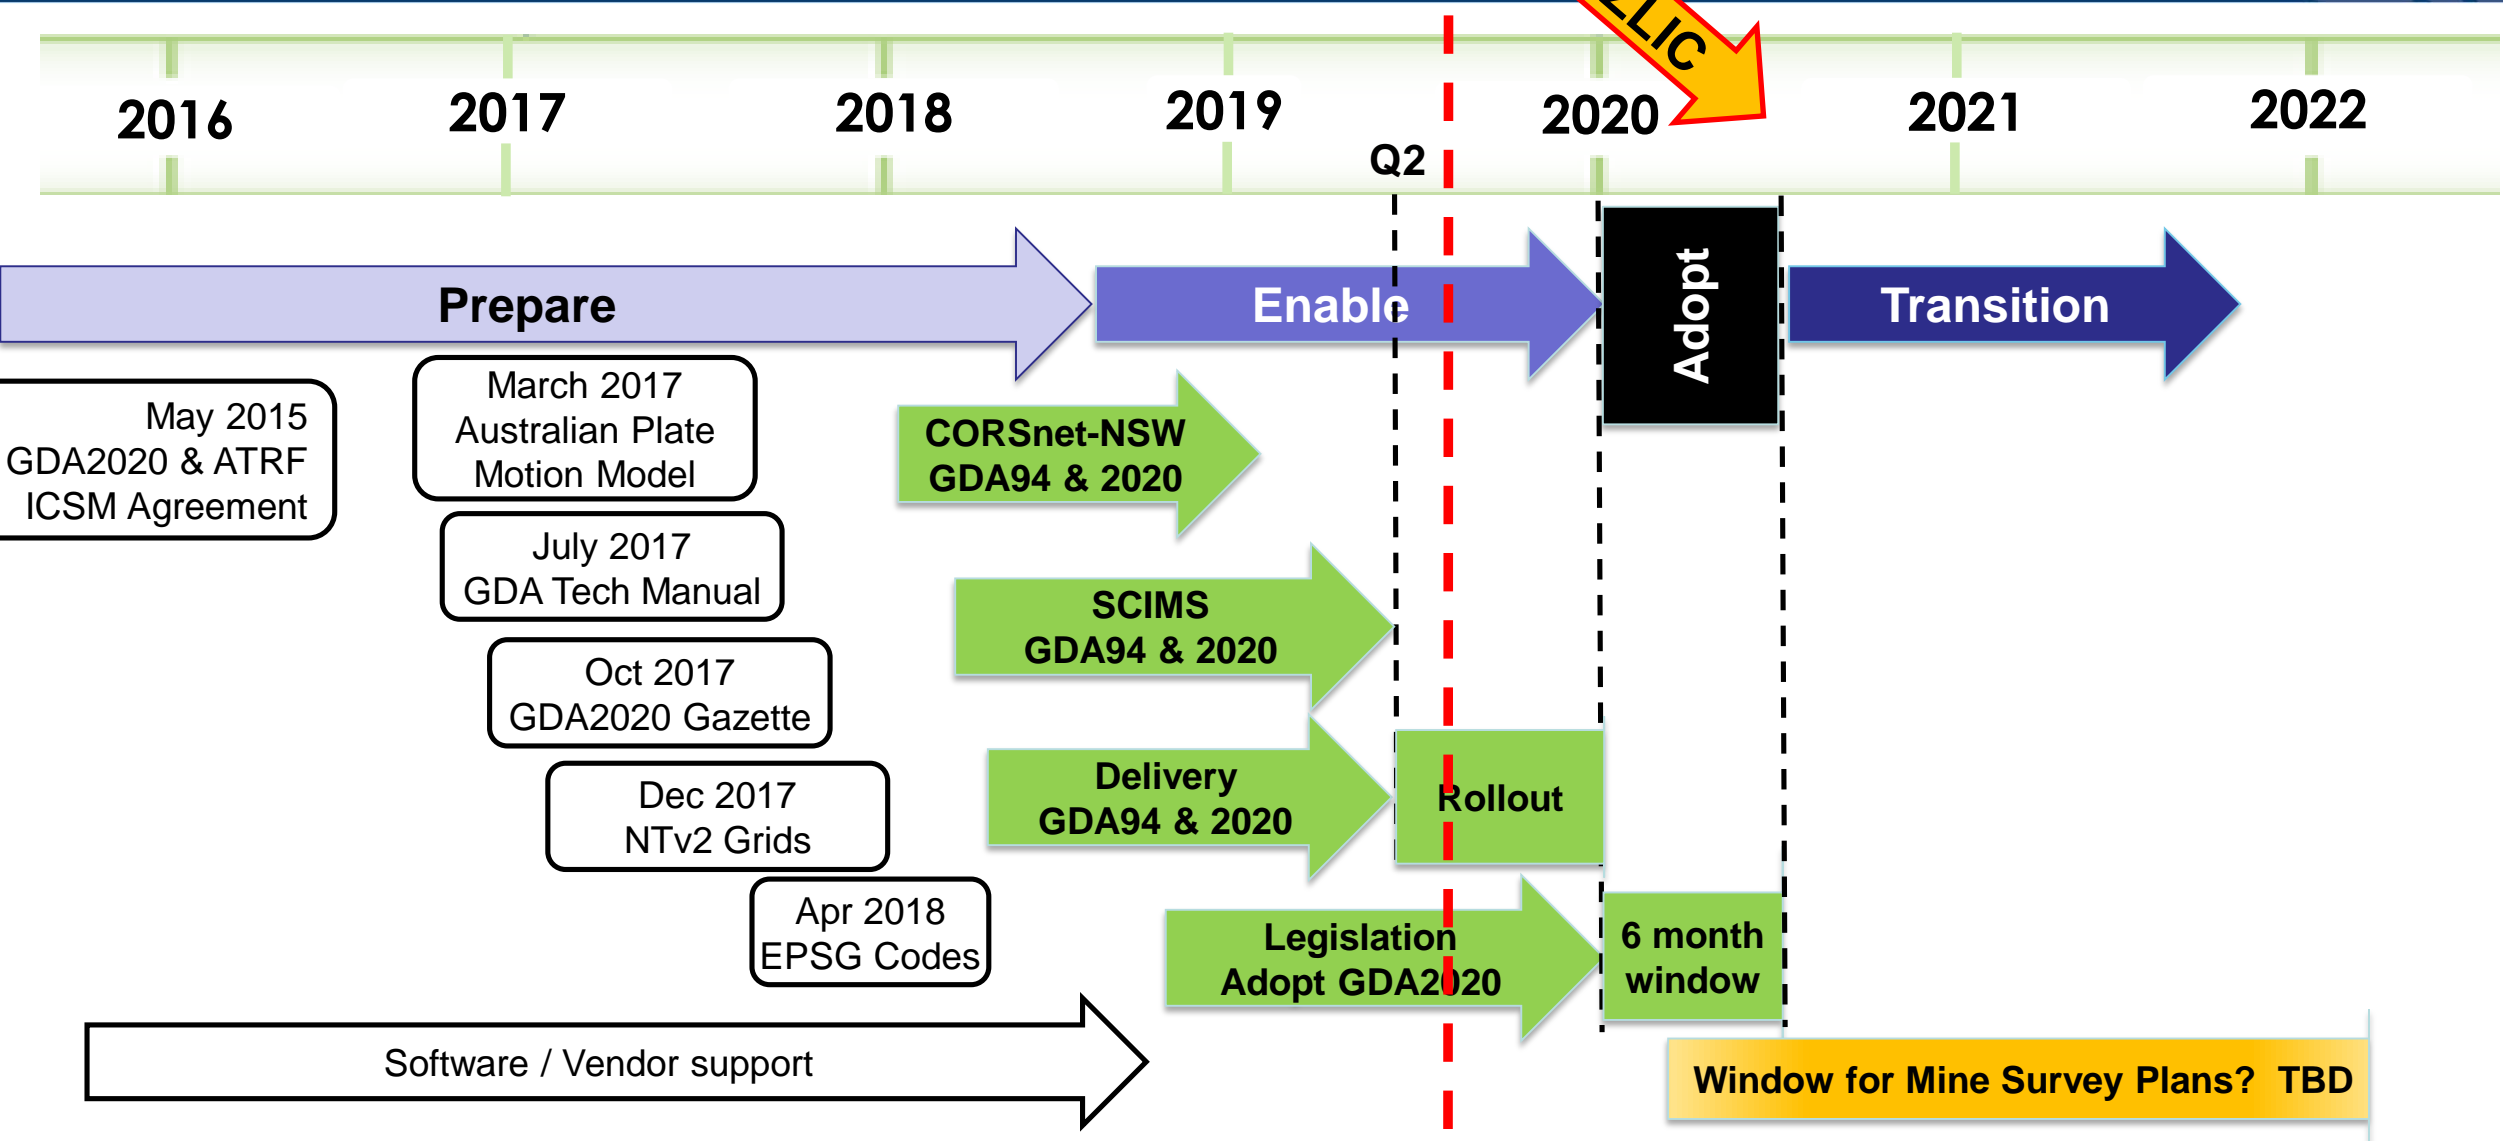 2016
2017
2018
2019
2020
2021
2022
Q2
Prepare
Enable
Adopt
Transition
May 2015
GDA2020 & ATRF
ICSM Agreement
March 2017
Australian Plate
Motion Model
July 2017
GDA Tech Manual
Oct 2017
GDA2020 Gazette
Dec 2017
NTv2 Grids
Apr 2018
EPSG Codes
CORSnet-NSW
GDA94 & 2020
SCIMS
GDA94 & 2020
Delivery
GDA94 & 2020
Rollout
Legislation
Adopt GDA2020
6 month
window
Software / Vendor support
Window for Mine Survey Plans? TBD